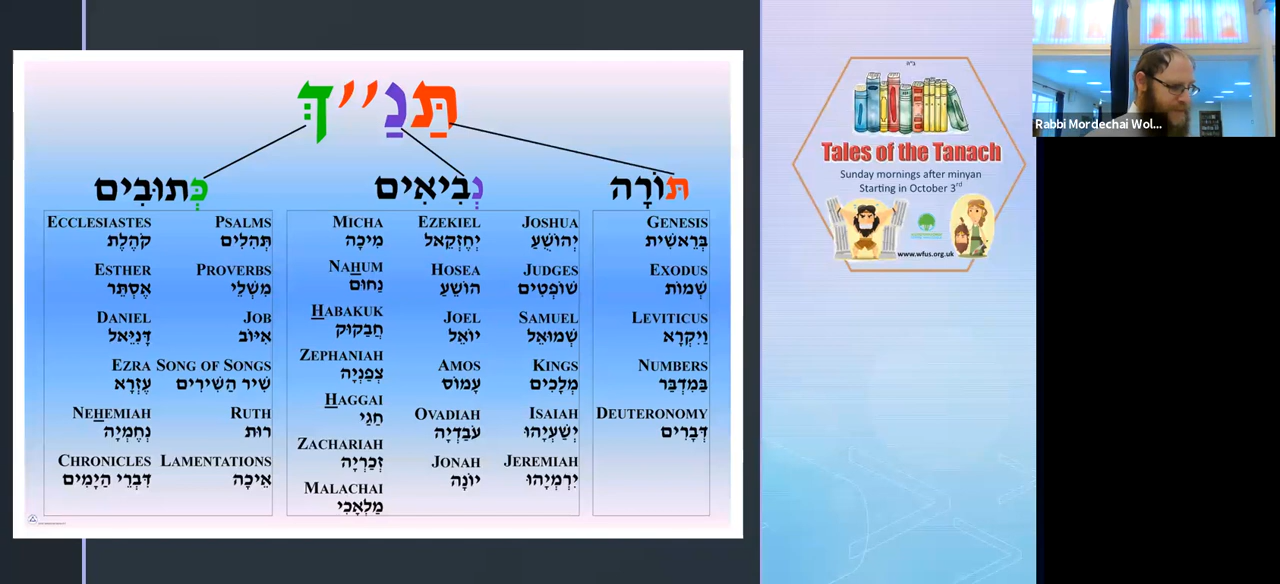 תַּנַ״ךְ
תּוֹרָה
GENESIS
בְּרֵאשִׁית
EXODUS
שְׁמוֹת
LEVITICUS
וַיִּקְרָא
NUMBERS
בַּמִדְבַּר
DEUTERONOMY
דְּבָרִים
נְבִיאִים
JOSHUA
יְהוֹשֻׁעַ
JUDGES
שׁוֹפְטִים
SAMUEL
שְׁמוּאֵל
KINGS
מְלָכִים
ISAIAH
יְשַׁעְיָהוּ
JEREMIAH
יִרְמְיָהוּ
EZEKIEL
יְחֶזְקֵאל
HOSEA
הוֹשֵׁעַ
JOEL
יוֹאֵל
AMOS
עָמוֹס
OVADIAH
עֹבַדְיָה
JONAH
יוֹנָה
MICHA
מִיכָה
NAHUM
נַחוּם
HABAKUK
חֲבַקּוּק
ZEPHANIAH
צְפַנְיָה
HAGGAI
חַגַּי
ZACHARIAH
זְכַרְיָה
MALACHAI
מַלְאָכִי
כְּתוּבִים
PSALMS
תְּהִלִּים
PROVERBS
מִשְׁלֵי
JOB
אִיּוֹב
SONG OF SONGS
שִׁיר הַשִּׁירִים
RUTH
רוּת
LAMENTATIONS
אֵיכָה
ECCLESIASTES
קֹהֶלֶת
ESTHER
אֶסְתֵּר
DANIEL
דָּנִיֵּאל
EZRA
עֶזְרָא
NEHEMIAH
נְחֶמְיָה
CHRONICLES
דִּבְרֵי הַיָּמִים
ב"ה
Tales of the Tanach
Sunday mornings after minyan
Starting in October 3rd
www.wfus.org.uk
Rabbi Mordechai Wol...